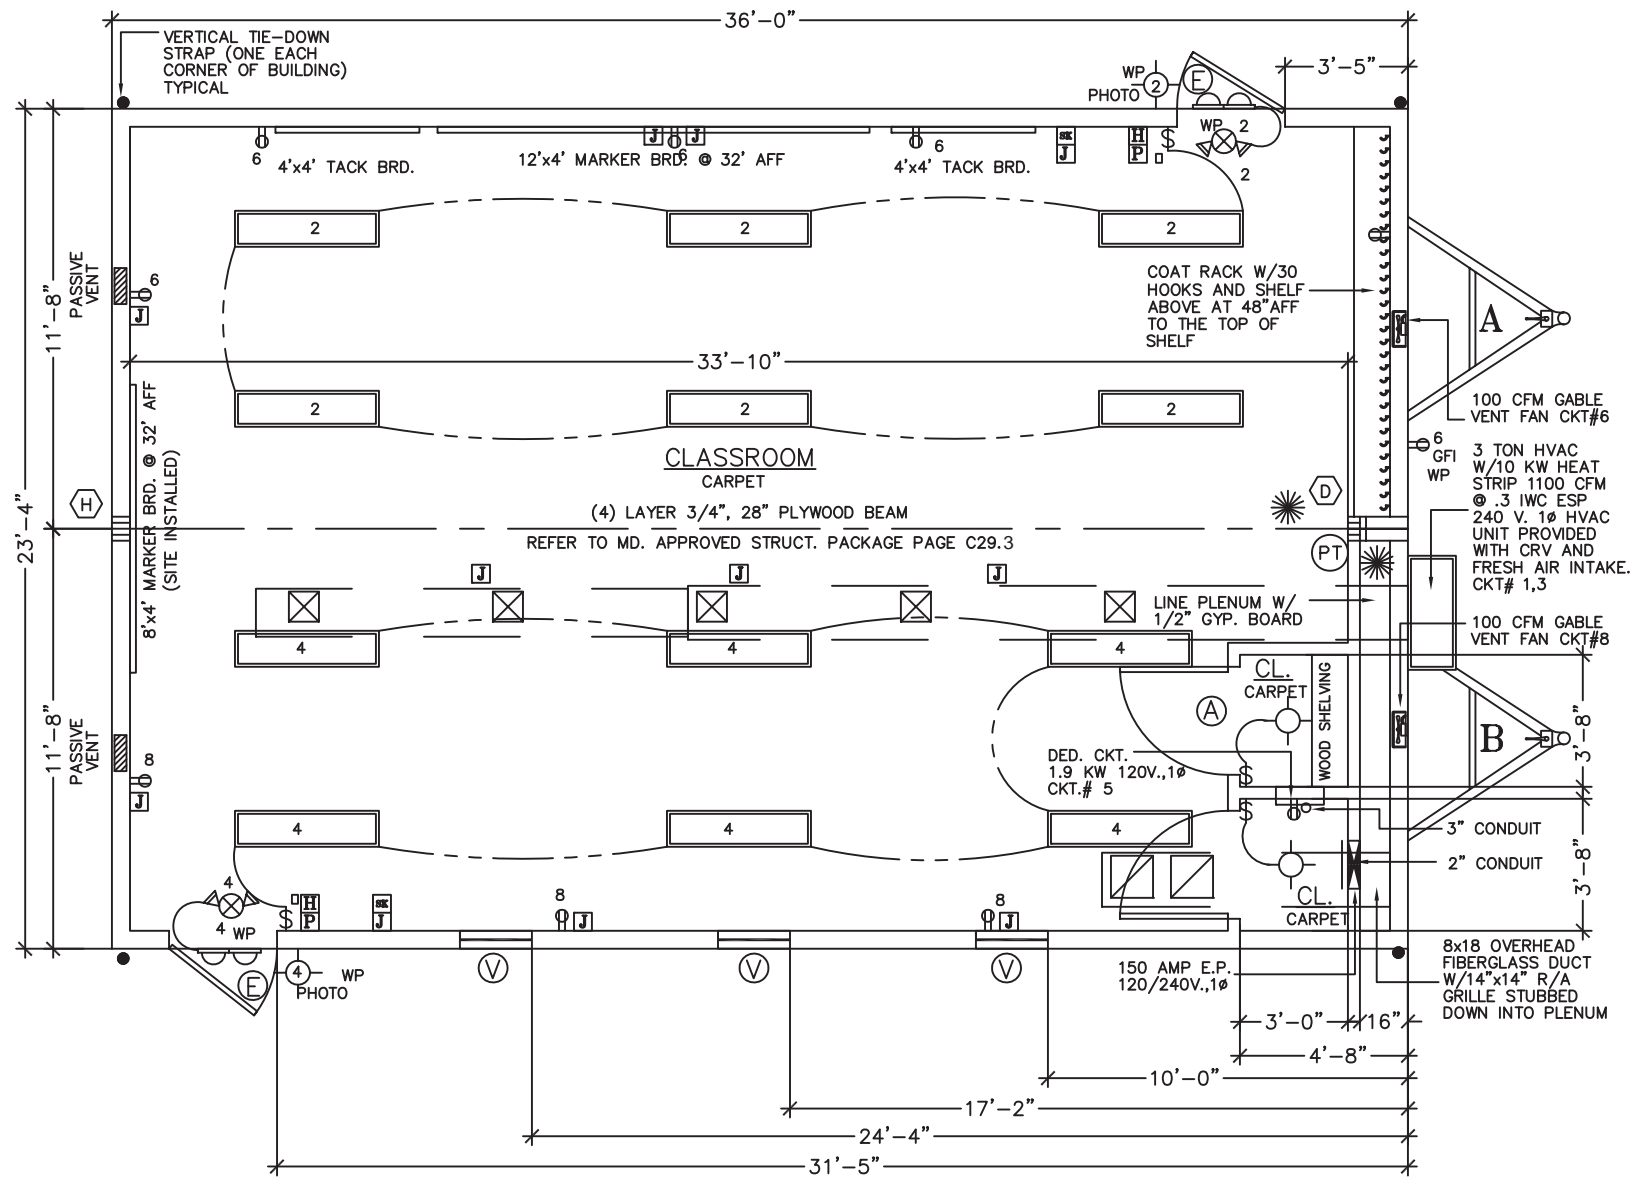 36'-0"
VERTICAL TIE-DOWN
STRAP (ONE EACH
CORNER OF BUILDING)
TYPICAL
WP
PHOTO
2
E
3'-5"
WP 2
2
6
4'x4' TACK BRD.
J
J
6
12'x4' MARKER BRD. @ 32' AFF
6
4'x4' TACK BRD.
SK
J
H
P
$
2
2
2
PASSIVE
VENT
11'-8"
6
J
COAT RACK W/30
HOOKS AND SHELF
ABOVE AT 48"AFF
TO THE TOP OF
SHELF
A
33'-10"
100 CFM GABLE
VENT FAN CKT#6
2
2
2
8'x4' MARKER BRD. @ 32' AFF
(SITE INSTALLED)
CLASSROOM
CARPET
6
GFI
WP
3 TON HVAC
W/10 KW HEAT
STRIP 1100 CFM
@ .3 IWC ESP
240 V. 1ø HVAC
UNIT PROVIDED
WITH CRV AND
FRESH AIR INTAKE.
CKT# 1,3
H
D
23'-4"
(4) LAYER 3/4", 28" PLYWOOD BEAM
REFER TO MD. APPROVED STRUCT. PACKAGE PAGE C29.3
PT
J
J
J
LINE PLENUM W/
1/2" GYP. BOARD
100 CFM GABLE
VENT FAN CKT#8
4
4
4
CL.
CARPET
WOOD SHELVING
A
B
3'-8"
11'-8"
PASSIVE
VENT
8
J
DED. CKT.
1.9 KW 120V.,1ø
CKT.# 5
$
$
4
4
4
3" CONDUIT
2" CONDUIT
3'-8"
4
4 WP
$
H
P
SK
J
8
J
8
J
CL.
CARPET
E
4
WP
PHOTO
V
V
V
150 AMP E.P.
120/240V.,1ø
8x18 OVERHEAD
FIBERGLASS DUCT
W/14"x14" R/A
GRILLE STUBBED
DOWN INTO PLENUM
3'-0"
16"
4'-8"
10'-0"
17'-2"
24'-4"
31'-5"